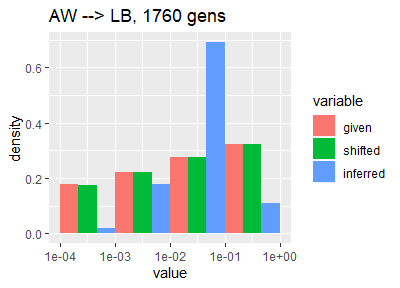 AW --> LB, 1760 gens
density
0.6
0.4
0.2
0.0
1e-04 1e-03 1e-02 1e-01 1e+00
value
variable
given
shifted
inferred